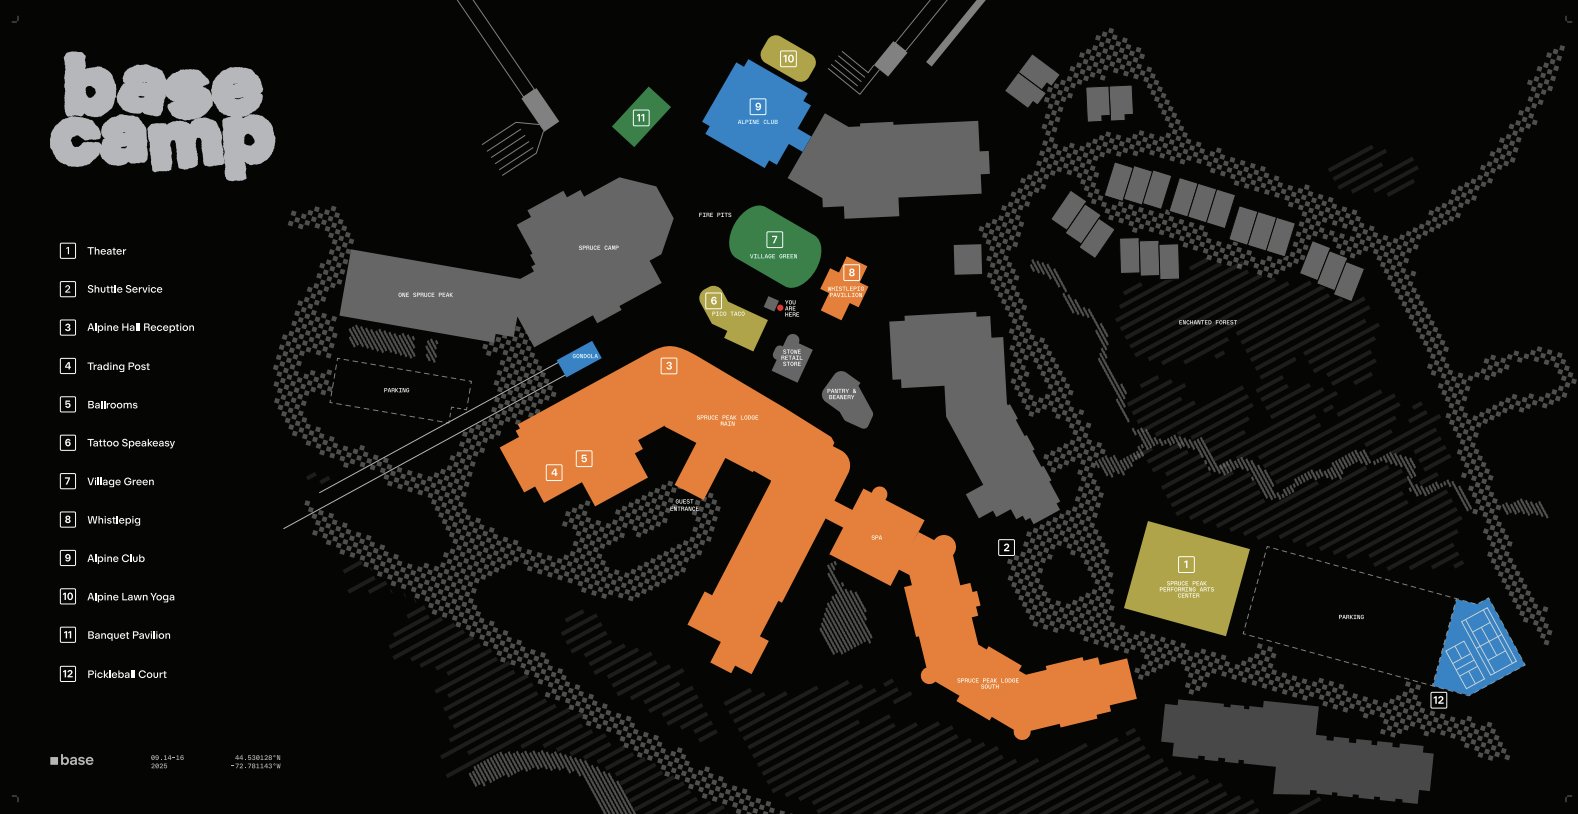 base
camp
1 Theater
2 Shuttle Service
3 Alpine Hall Reception
4 Trading Post
5 Ballrooms
6 Tattoo Speakeasy
7 Village Green
8 Whistlepig
9 Alpine Club
10 Alpine Lawn Yoga
11 Banquet Pavilion
12 Pickleball Court
base
09.14-16
2025
44.530128°N
-72.781143°W
10
9
ALPINE CLUB
11
FIRE PITS
7
VILLAGE GREEN
SPRUCE CAMP
8
WHISTLEPIG
PAVILLION
ONE SPRUCE PEAK
6
PICO TACO
YOU
ARE
HERE
ENCHANTED FOREST
GONDOLA
STOWE
RETAIL
STORE
3
PARKING
PANTRY &
BEANERY
SPRUCE PEAK LODGE
MAIN
5
4
GUEST
ENTRANCE
SPA
2
1
SPRUCE PEAK
PERFORMING ARTS
CENTER
PARKING
SPRUCE PEAK LODGE
SOUTH
12